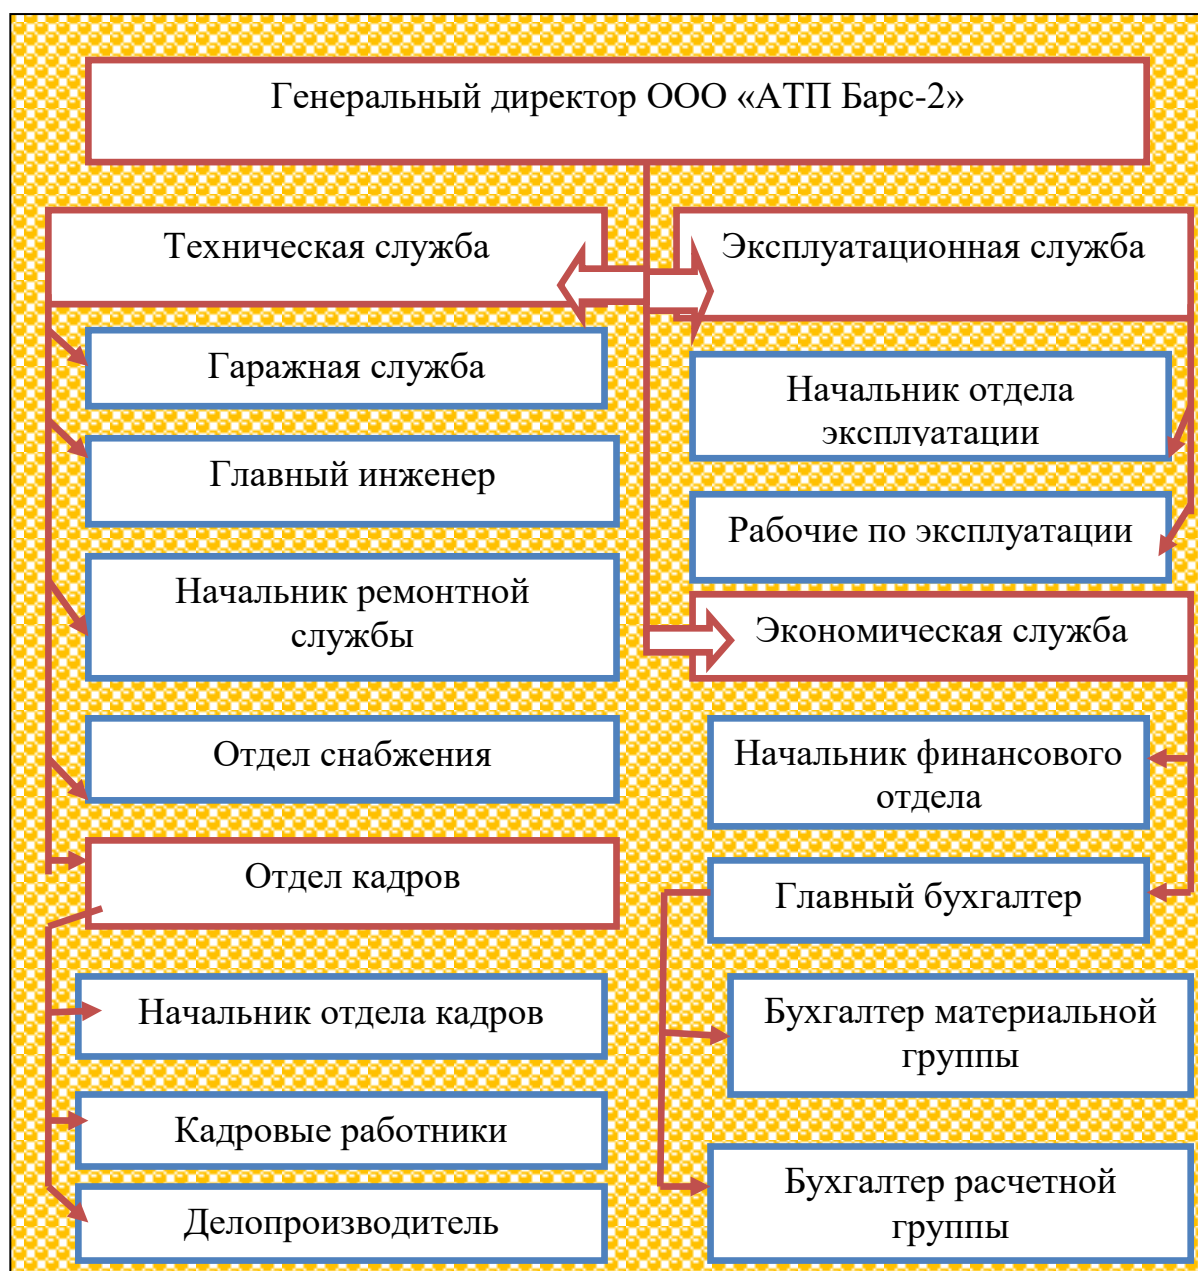 Генеральный директор ООО «АТП Барс-2»
Техническая служба
Гаражная служба
Главный инженер
Начальник ремонтной
службы
Отдел снабжения
Отдел кадров
Начальник отдела кадров
Кадровые работники
Делопроизводитель
Эксплуатационная служба
Начальник отдела
эксплуатации
Рабочие по эксплуатации
Экономическая служба
Начальник финансового
отдела
Главный бухгалтер
Бухгалтер материальной
группы
Бухгалтер расчетной
группы